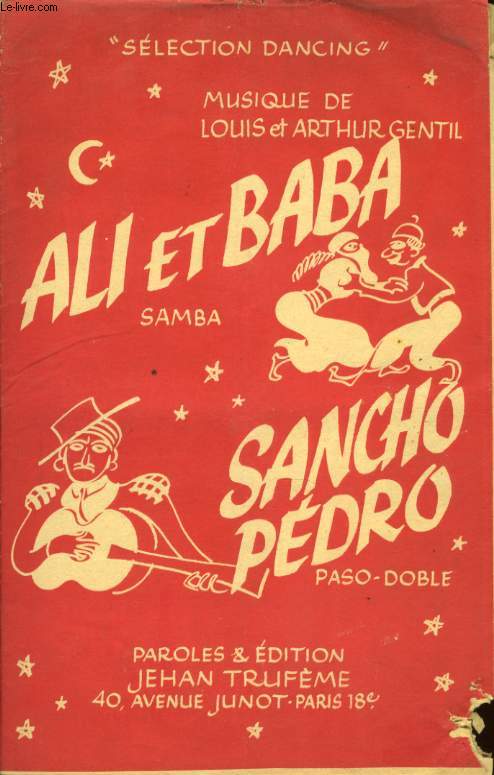 Le-livre.com
"SÉLECTION DANCING"
MUSIQUE DE
LOUIS et ARTHUR GENTIL
ALI ET BABA
SAMBA
SANCHO
PÉDRO
PASO-DOBLE
PAROLES & ÉDITION
JEHAN TRUFÈME
40, AVENUE JUNOT·PARIS 18e